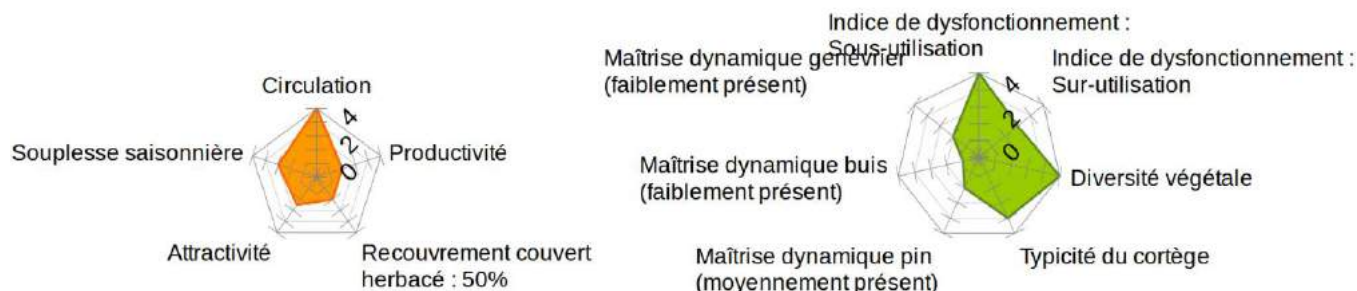 Circulation
4
2
0
Souplesse saisonnière
Productivité
Attractivité
Recouvrement couvert
herbacé : 50%
Indice de dysfonctionnement :
Sous-utilisation
Maîtrise dynamique genévrier
(faiblement présent)
Indice de dysfonctionnement :
Sur-utilisation
4
2
0
Maîtrise dynamique buis
(faiblement présent)
Diversité végétale
Maîtrise dynamique pin
(moyennement présent)
Typicité du cortège